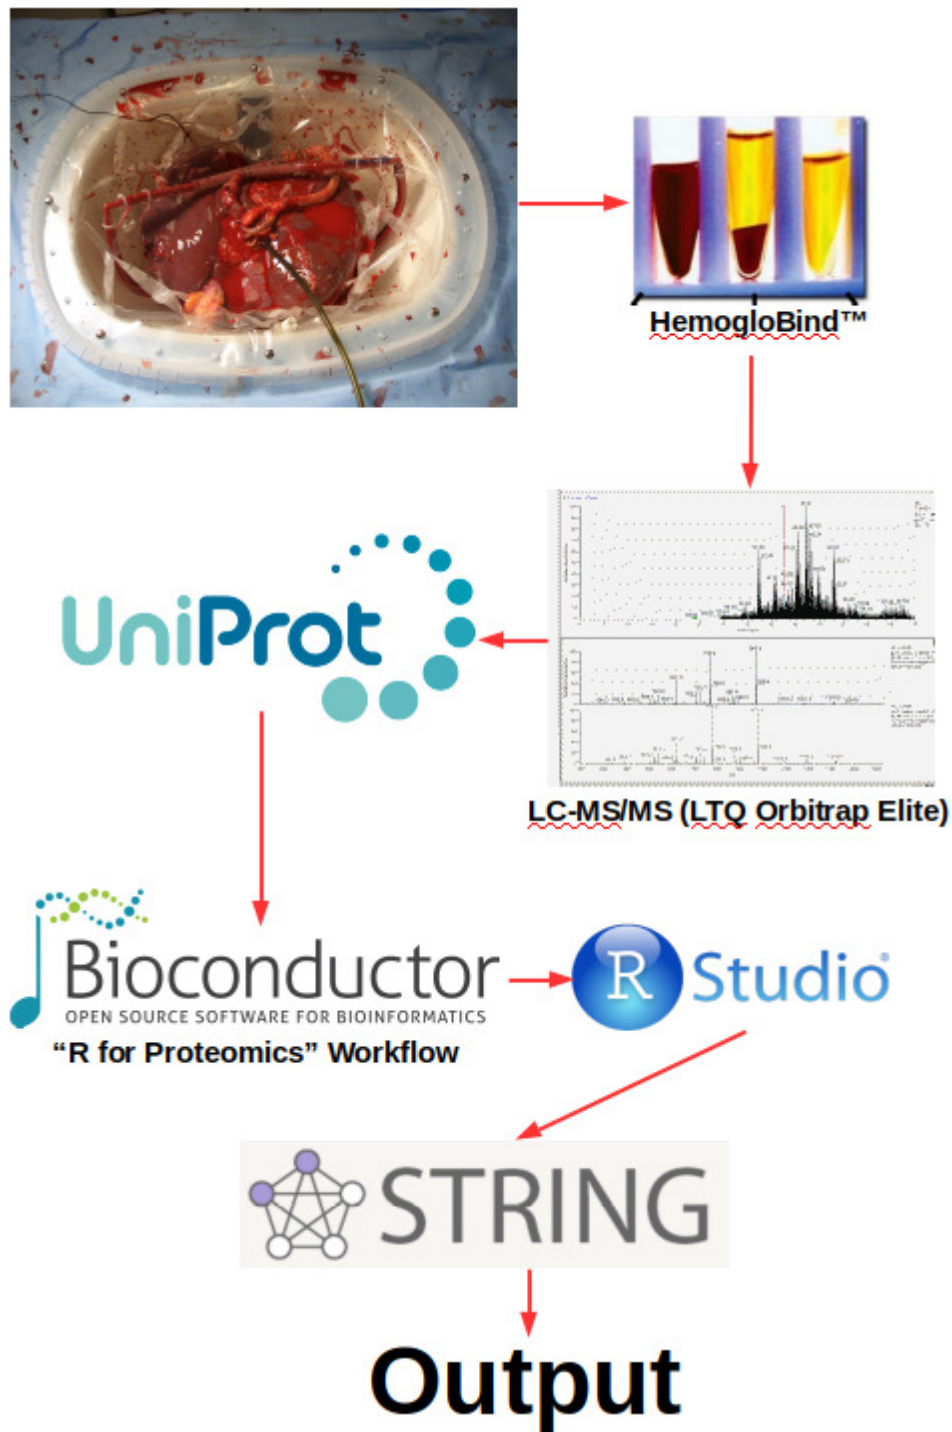 HemogloBind™
UniProt
LC-MS/MS (LTQ Orbitrap Elite)
Bioconductor
OPEN SOURCE SOFTWARE FOR BIOINFORMATICS
“R for Proteomics” Workflow
R Studio®
STRING
Output